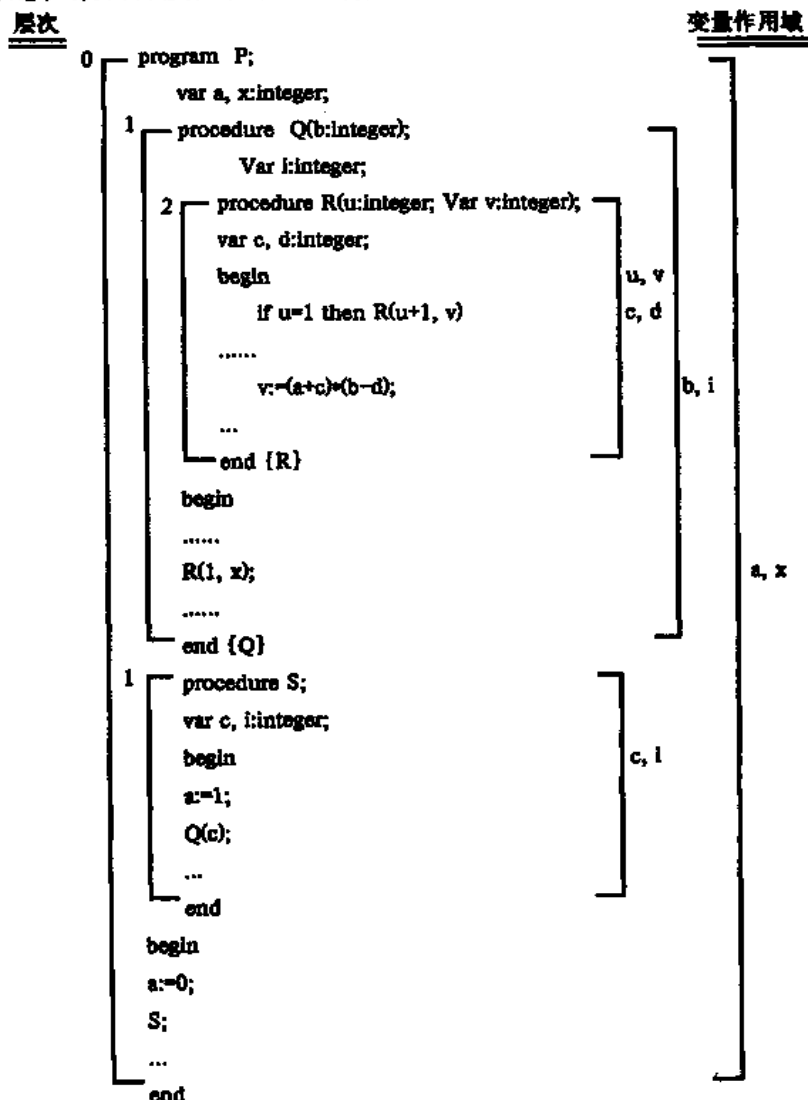 层次 变量作用域
0 program P;
var a, x:integer;
1 procedure Q(b:integer);
Var i:integer;
2 procedure R(u:integer; Var v:integer);
var c, d:integer;
begin u, v
if u=1 then R(u+1, v) c, d
......
v:=(a+c)*(b-d); b, i
...
end {R}
begin
......
R(1, x); a, x
......
end {Q}
1 procedure S;
var c, i:integer;
begin c, i
a:=1;
Q(c);
...
end
begin
a:=0;
S;
...
end